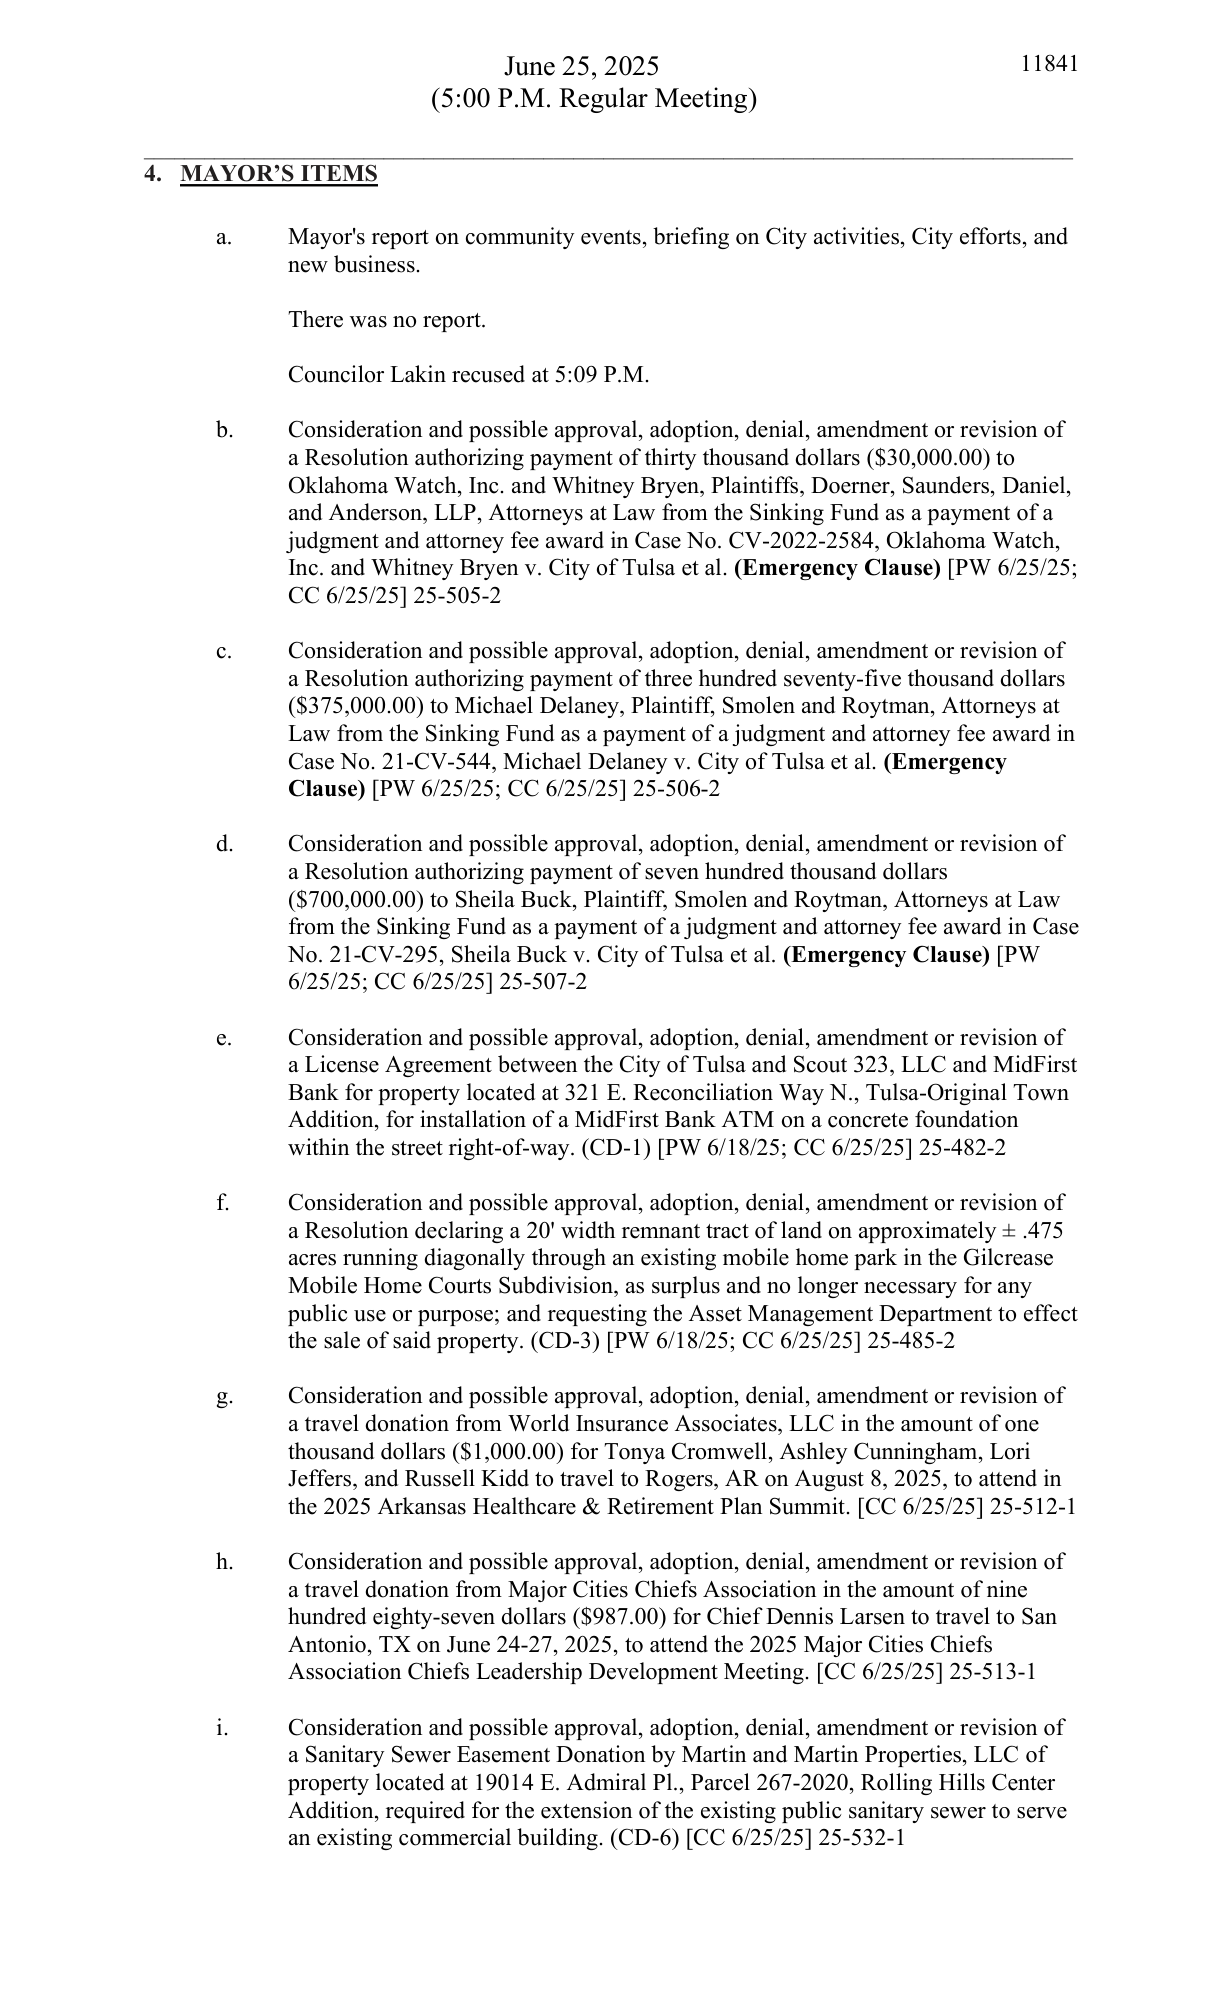 June 25, 2025
11841
(5:00 P.M. Regular Meeting)
4. MAYOR’S ITEMS
a. Mayor's report on community events, briefing on City activities, City efforts, and
new business.
There was no report.
Councilor Lakin recused at 5:09 P.M.
b. Consideration and possible approval, adoption, denial, amendment or revision of
a Resolution authorizing payment of thirty thousand dollars ($30,000.00) to
Oklahoma Watch, Inc. and Whitney Bryen, Plaintiffs, Doerner, Saunders, Daniel,
and Anderson, LLP, Attorneys at Law from the Sinking Fund as a payment of a
judgment and attorney fee award in Case No. CV-2022-2584, Oklahoma Watch,
Inc. and Whitney Bryen v. City of Tulsa et al. (Emergency Clause) [PW 6/25/25;
CC 6/25/25] 25-505-2
c. Consideration and possible approval, adoption, denial, amendment or revision of
a Resolution authorizing payment of three hundred seventy-five thousand dollars
($375,000.00) to Michael Delaney, Plaintiff, Smolen and Roytman, Attorneys at
Law from the Sinking Fund as a payment of a judgment and attorney fee award in
Case No. 21-CV-544, Michael Delaney v. City of Tulsa et al. (Emergency
Clause) [PW 6/25/25; CC 6/25/25] 25-506-2
d. Consideration and possible approval, adoption, denial, amendment or revision of
a Resolution authorizing payment of seven hundred thousand dollars
($700,000.00) to Sheila Buck, Plaintiff, Smolen and Roytman, Attorneys at Law
from the Sinking Fund as a payment of a judgment and attorney fee award in Case
No. 21-CV-295, Sheila Buck v. City of Tulsa et al. (Emergency Clause) [PW
6/25/25; CC 6/25/25] 25-507-2
e. Consideration and possible approval, adoption, denial, amendment or revision of
a License Agreement between the City of Tulsa and Scout 323, LLC and MidFirst
Bank for property located at 321 E. Reconciliation Way N., Tulsa-Original Town
Addition, for installation of a MidFirst Bank ATM on a concrete foundation
within the street right-of-way. (CD-1) [PW 6/18/25; CC 6/25/25] 25-482-2
f. Consideration and possible approval, adoption, denial, amendment or revision of
a Resolution declaring a 20' width remnant tract of land on approximately ± .475
acres running diagonally through an existing mobile home park in the Gilcrease
Mobile Home Courts Subdivision, as surplus and no longer necessary for any
public use or purpose; and requesting the Asset Management Department to effect
the sale of said property. (CD-3) [PW 6/18/25; CC 6/25/25] 25-485-2
g. Consideration and possible approval, adoption, denial, amendment or revision of
a travel donation from World Insurance Associates, LLC in the amount of one
thousand dollars ($1,000.00) for Tonya Cromwell, Ashley Cunningham, Lori
Jeffers, and Russell Kidd to travel to Rogers, AR on August 8, 2025, to attend in
the 2025 Arkansas Healthcare & Retirement Plan Summit. [CC 6/25/25] 25-512-1
h. Consideration and possible approval, adoption, denial, amendment or revision of
a travel donation from Major Cities Chiefs Association in the amount of nine
hundred eighty-seven dollars ($987.00) for Chief Dennis Larsen to travel to San
Antonio, TX on June 24-27, 2025, to attend the 2025 Major Cities Chiefs
Association Chiefs Leadership Development Meeting. [CC 6/25/25] 25-513-1
i. Consideration and possible approval, adoption, denial, amendment or revision of
a Sanitary Sewer Easement Donation by Martin and Martin Properties, LLC of
property located at 19014 E. Admiral Pl., Parcel 267-2020, Rolling Hills Center
Addition, required for the extension of the existing public sanitary sewer to serve
an existing commercial building. (CD-6) [CC 6/25/25] 25-532-1